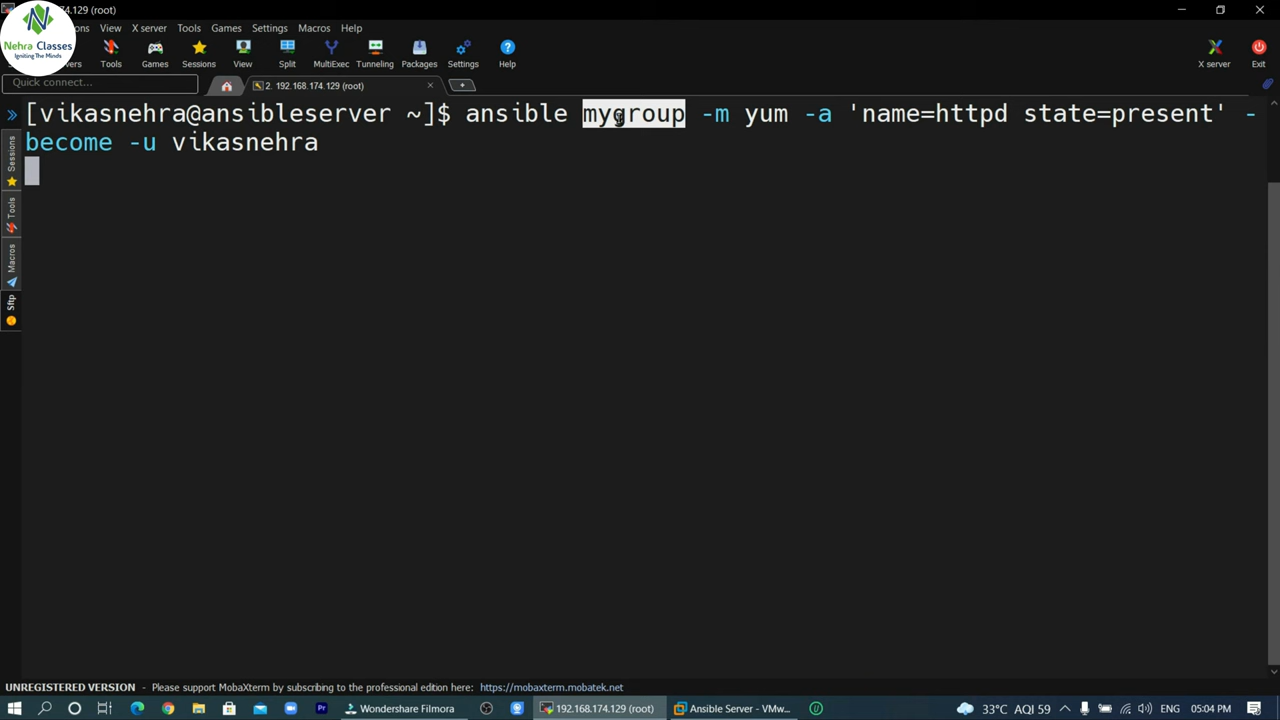 .129 (root)
Nehra Classes
Igniting The Minds
View X server Tools Games Settings Macros Help
Tools Games Sessions View Split MultiExec Tunneling Packages Settings Help X server Exit
Quick connect...
2. 192.168.174.129 (root)
[vikasnehra@ansibleserver ~]$ ansible mygroup -m yum -a 'name=httpd state=present' -
become -u vikasnehra
Sessions
Tools
Macros
Sftp
UNREGISTERED VERSION - Please support MobaXterm by subscribing to the professional edition here: https://mobaxterm.mobatek.net
Wondershare Filmora 192.168.174.129 (root) Ansible Server - VMw... 33°C AQI 59 05:04 PM